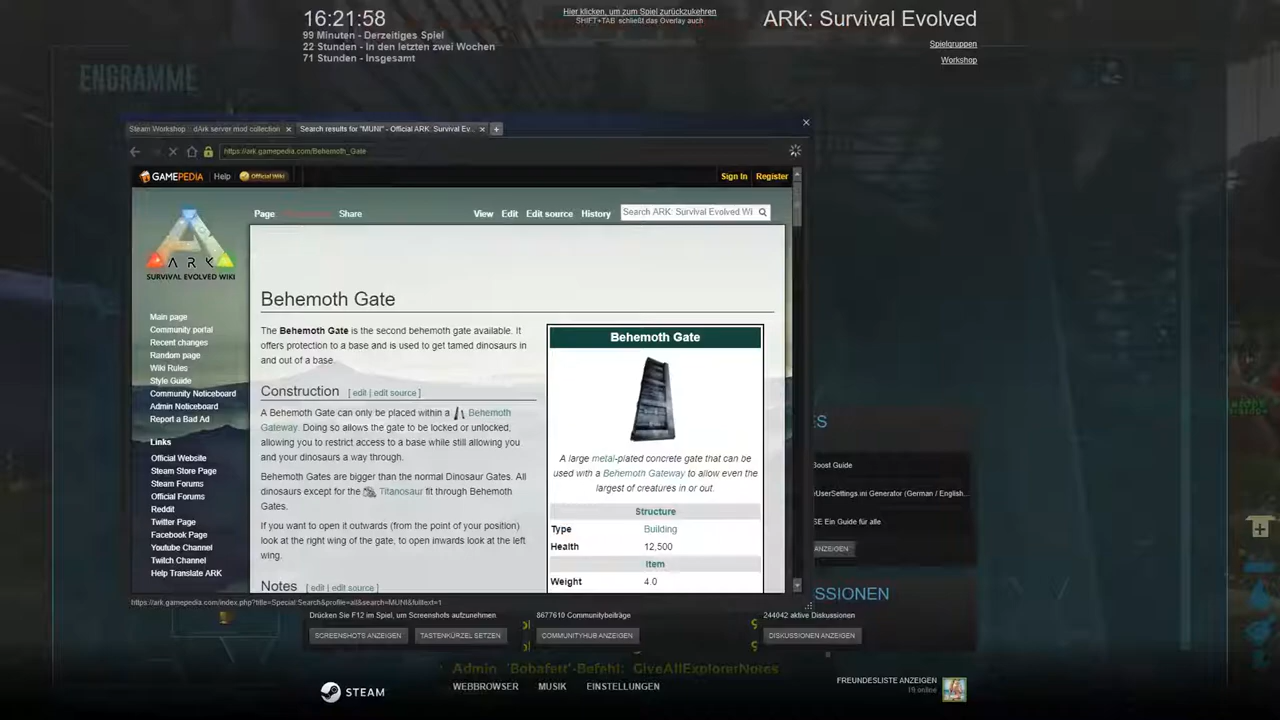 16:21:58
99 Minuten - Derzeitiges Spiel
22 Stunden - In den letzten zwei Wochen
71 Stunden - Insgesamt
Hier klicken, um zum Spiel zurückzukehren
SHIFT+TAB schließt das Overlay auch
ARK: Survival Evolved
Spielgruppen
Workshop
ENGRAMME
Steam Workshop :: dArk server mod collection
Search results for "MUNI" - Official ARK: Survival Ev...
https://ark.gamepedia.com/Behemoth_Gate
GAMEPEDIA Help Official Wiki Sign In Register
Page: Share View Edit Edit source History Search ARK: Survival Evolved Wi
ARK
SURVIVAL EVOLVED WIKI
Main page
Community portal
Recent changes
Random page
Wiki Rules
Style Guide
Community Noticeboard
Admin Noticeboard
Report a Bad Ad
Links
Official Website
Steam Store Page
Steam Forums
Official Forums
Reddit
Twitter Page
Facebook Page
Youtube Channel
Twitch Channel
Help Translate ARK
Behemoth Gate
The Behemoth Gate is the second behemoth gate available. It
offers protection to a base and is used to get tamed dinosaurs in
and out of a base.
Construction [ edit | edit source ]
A Behemoth Gate can only be placed within a Behemoth
Gateway. Doing so allows the gate to be locked or unlocked,
allowing you to restrict access to a base while still allowing you
and your dinosaurs a way through.
Behemoth Gates are bigger than the normal Dinosaur Gates. All
dinosaurs except for the Titanosaur fit through Behemoth
Gates.
If you want to open it outwards (from the point of your position)
look at the right wing of the gate, to open inwards look at the left
wing.
Notes [ edit | edit source ]
Behemoth Gate
A large metal-plated concrete gate that can be
used with a Behemoth Gateway to allow even the
largest of creatures in or out.
Structure
Type Building
Health 12,500
Item
Weight 4.0
ES
Boost Guide
UserSettings.ini Generator (German / English...
SE Ein Guide für alle
ANZEIGEN
SSIONEN
https://ark.gamepedia.com/index.php?title=Special:Search&profile=all&search=MUNI&fulltext=1
Drücken Sie F12 im Spiel, um Screenshots aufzunehmen.
8677610 Communitybeiträge
244042 aktive Diskussionen
SCREENSHOTS ANZEIGEN
TASTENKÜRZEL SETZEN
COMMUNITYHUB ANZEIGEN
DISKUSSIONEN ANZEIGEN
Admin 'Bobafett'-Befehl: GiveAllExplorerNotes
STEAM
WEBBROWSER MUSIK EINSTELLUNGEN
FREUNDESLISTE ANZEIGEN
19 online